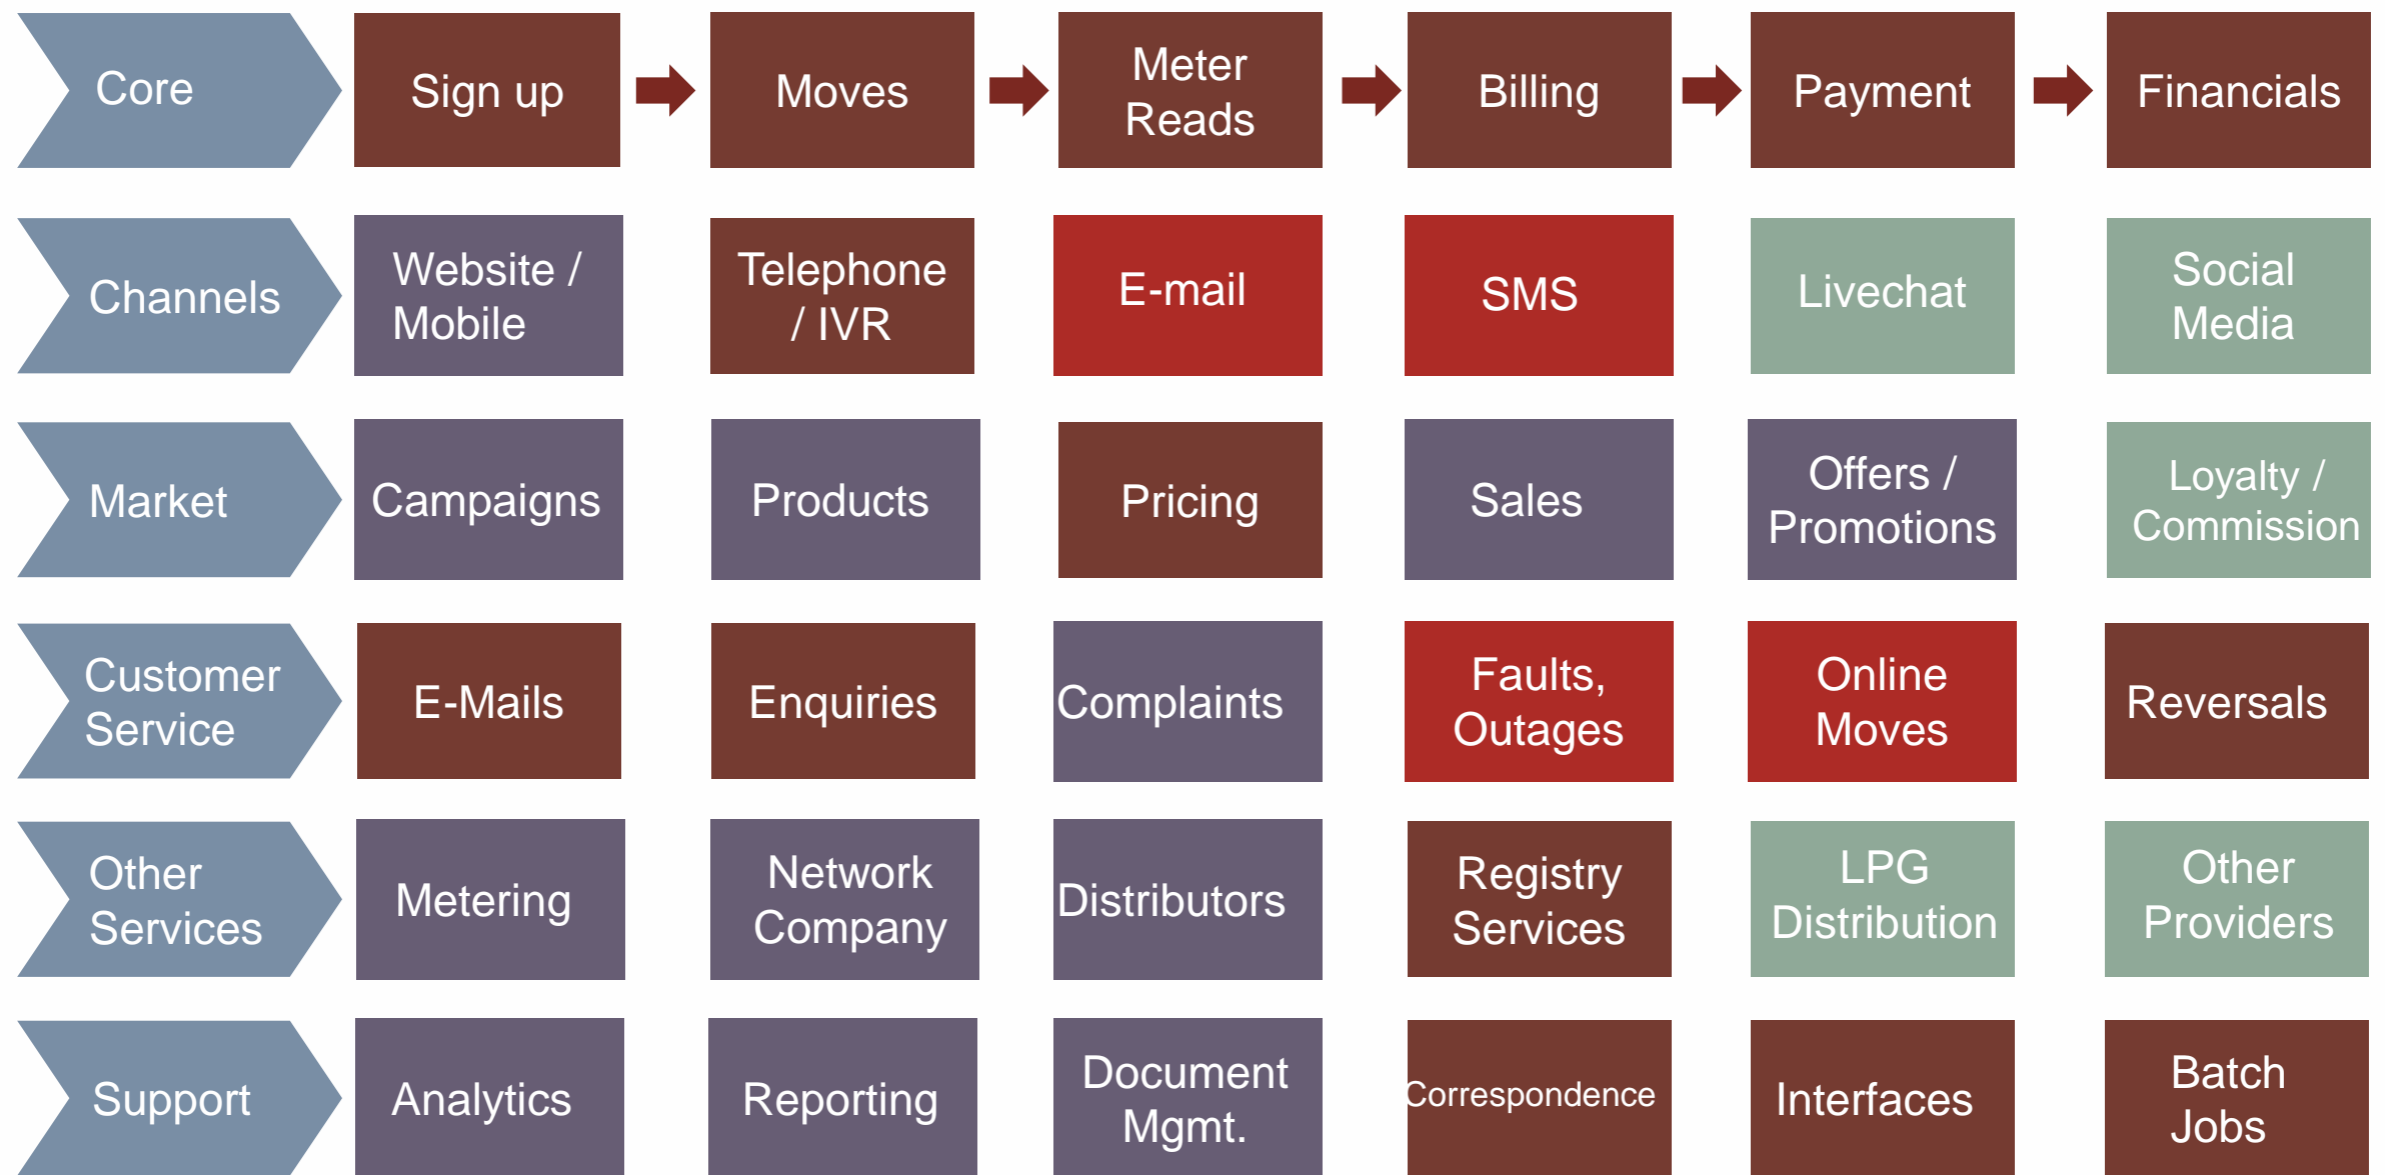 Core
Sign up
Moves
Meter
Reads
Billing
Payment
Financials
Channels
Website /
Mobile
Telephone
/ IVR
E-mail
SMS
Livechat
Social
Media
Market
Campaigns
Products
Pricing
Sales
Offers /
Promotions
Loyalty /
Commission
Customer
Service
E-Mails
Enquiries
Complaints
Faults,
Outages
Online
Moves
Reversals
Other
Services
Metering
Network
Company
Distributors
Registry
Services
LPG
Distribution
Other
Providers
Support
Analytics
Reporting
Document
Mgmt.
Correspondence
Interfaces
Batch
Jobs